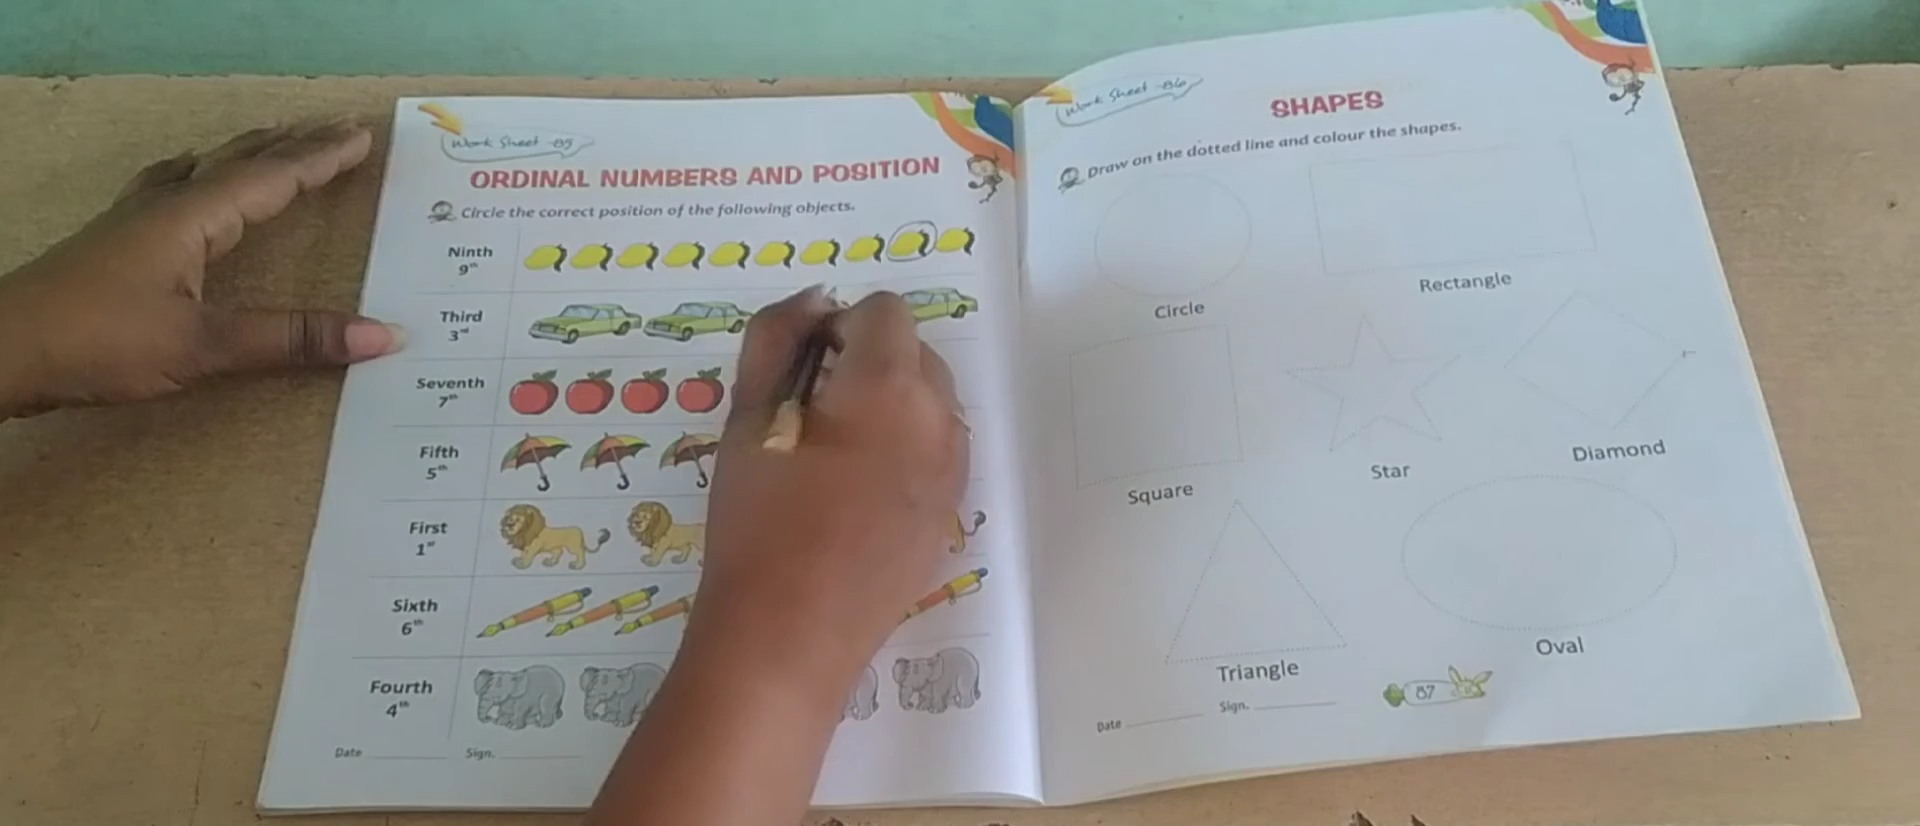 Work Sheet -85
ORDINAL NUMBERS AND POSITION
Circle the correct position of the following objects.
Ninth
9th
Third
3rd
Seventh
7th
Fifth
5th
First
1st
Sixth
6th
Fourth
4th
Date
Sign.
Work Sheet -86
SHAPES
Draw on the dotted line and colour the shapes.
Circle
Rectangle
Square
Star
Diamond
Triangle
Oval
Date
Sign.
87